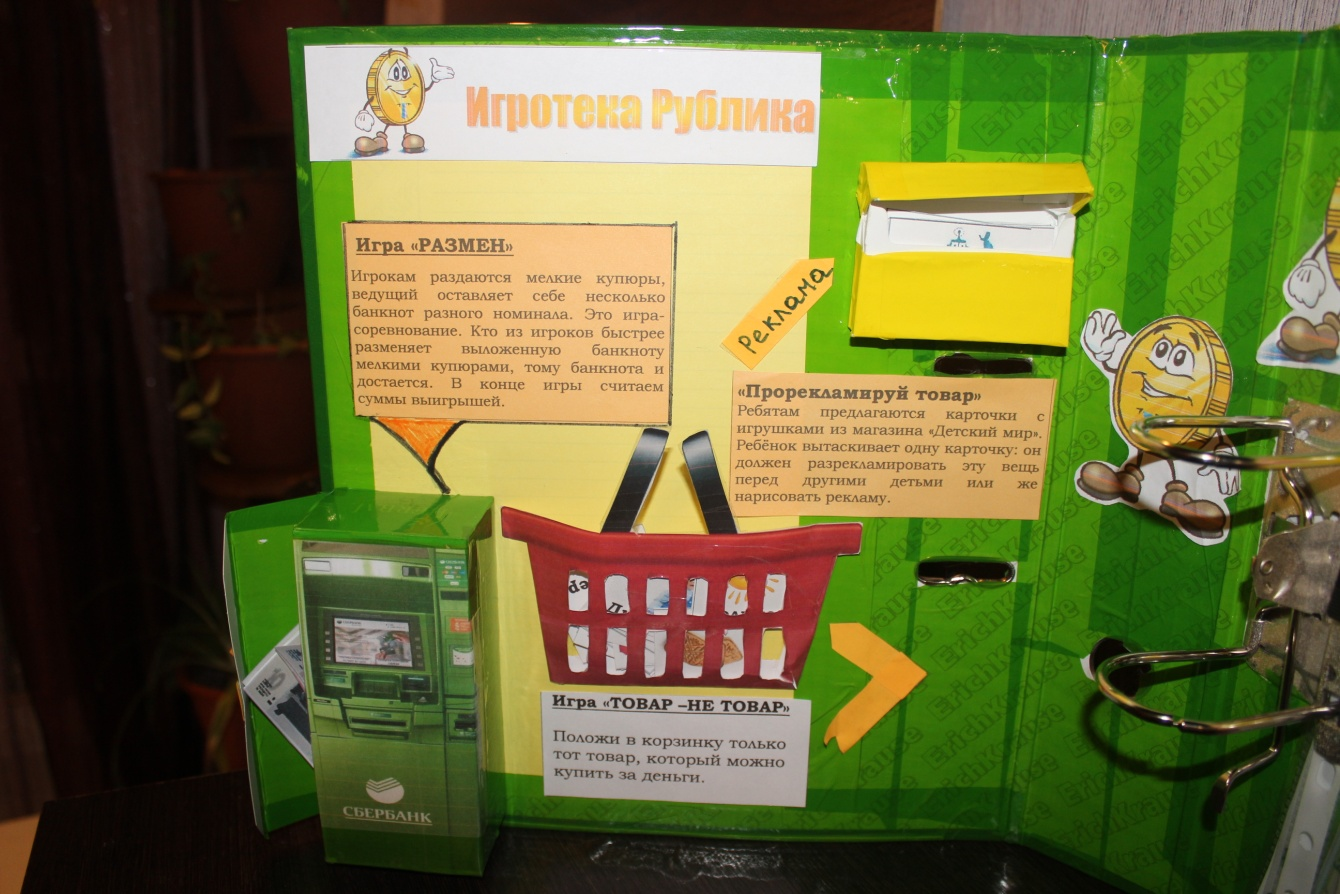 Игротека Рублика
Игра «РАЗМЕН»
Игрокам раздаются мелкие купюры,
ведущий оставляет себе несколько
банкнот разного номинала. Это игра-
соревнование. Кто из игроков быстрее
разменяет выложенную банкноту
мелкими купюрами, тому банкнота и
достается. В конце игры считаем
суммы выигрышей.
Реклама
«Прорекламируй товар»
Ребятам предлагаются карточки с
игрушками из магазина «Детский мир».
Ребёнок вытаскивает одну карточку: он
должен разрекламировать эту вещь
перед другими детьми или же
нарисовать рекламу.
Игра «ТОВАР –НЕ ТОВАР»
Положи в корзинку только
тот товар, который можно
купить за деньги.
СБЕРБАНК
ErichKrause
ErichKrause
ErichKrause
ErichKrause